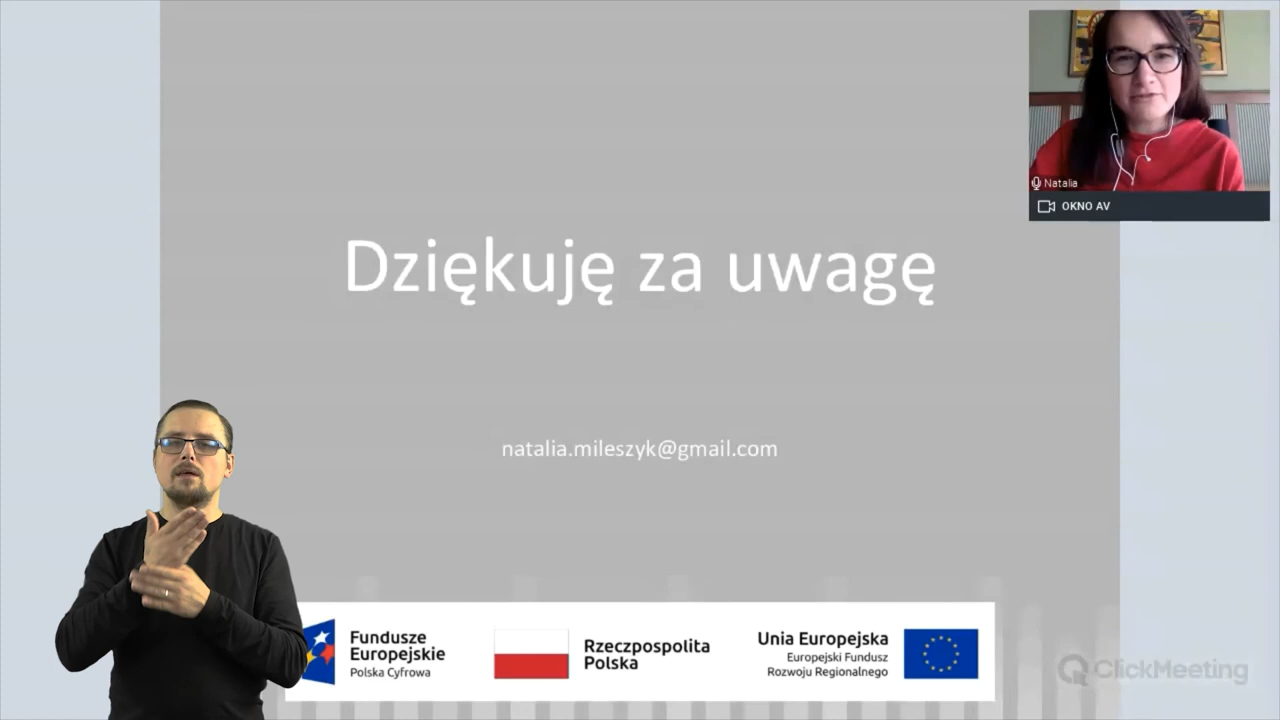 Natalia
OKNO AV
Dziękuję za uwagę
natalia.mileszyk@gmail.com
Fundusze
Europejskie
Polska Cyfrowa
Rzeczpospolita
Polska
Unia Europejska
Europejski Fundusz
Rozwoju Regionalnego
ClickMeeting